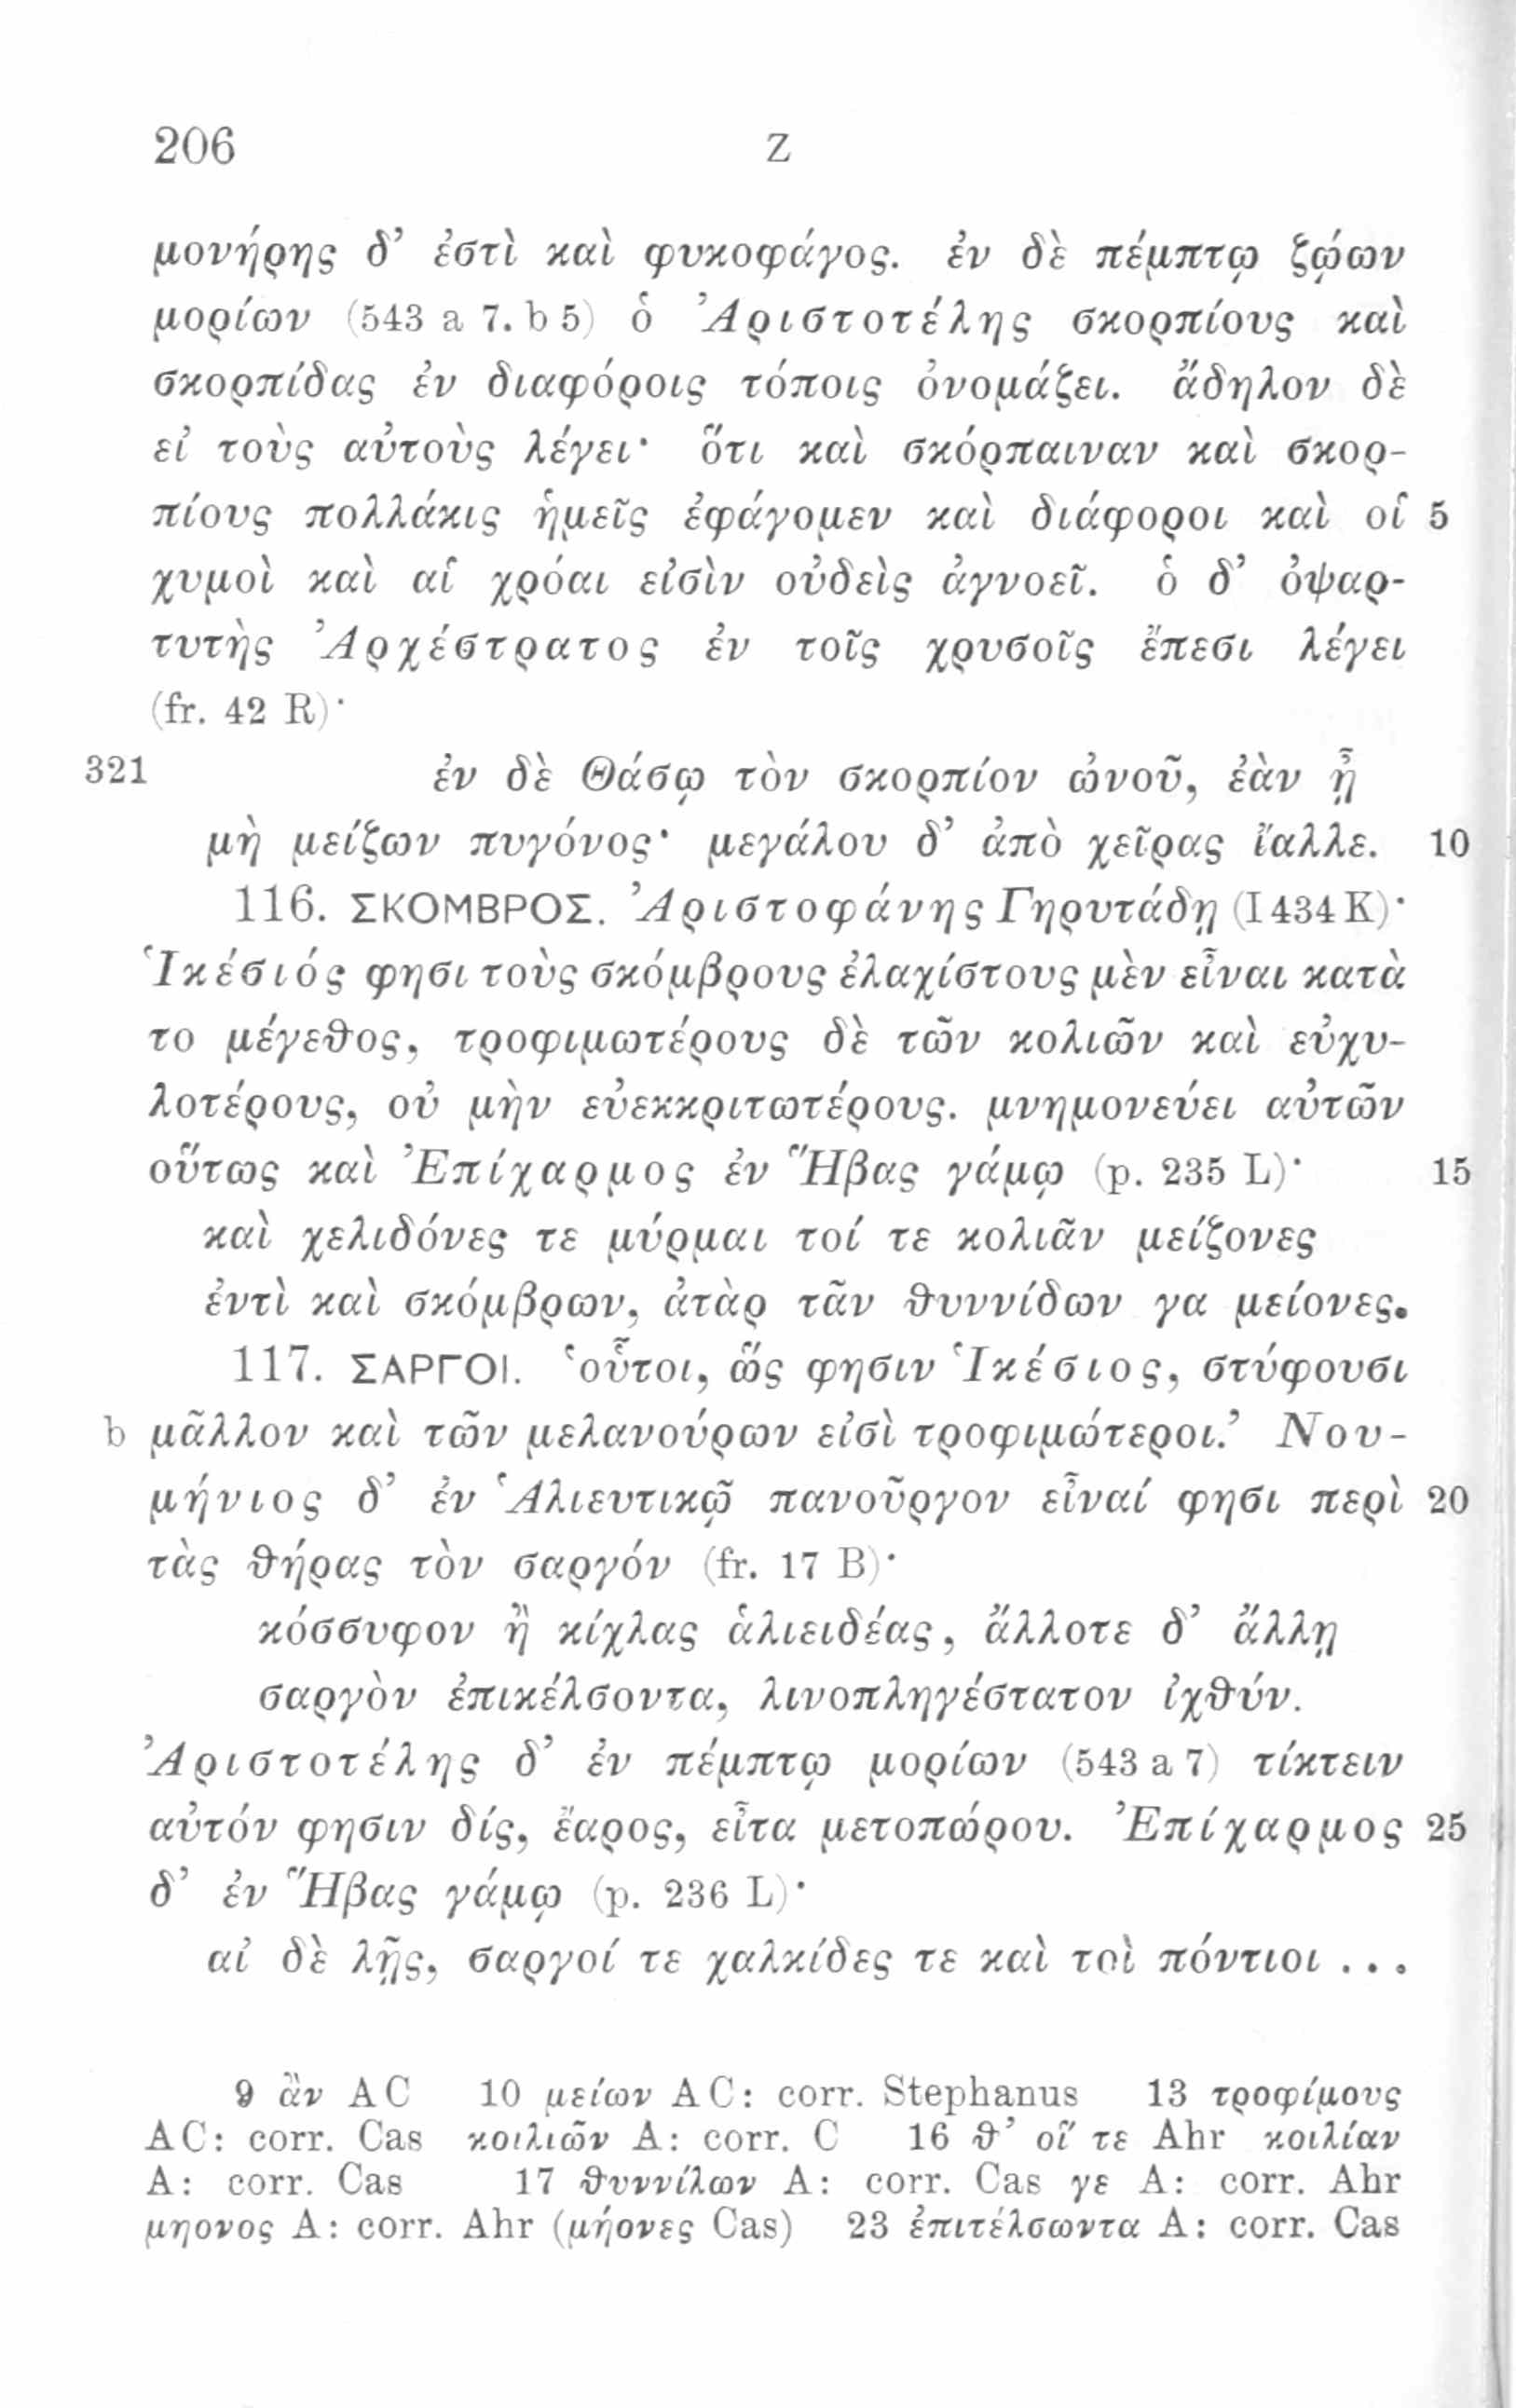 206 Z
μονήρης δ’ ἐστὶ καὶ φυκοφάγος. ἐν δὲ πέμπτῳ ζῴων
μορίων (543 a 7. b 5) ὁ Ἀριστοτέλης σκορπίους καὶ
σκορπίδας ἐν διαφόροις τόποις ὀνομάζει. ἄδηλον δὲ
εἰ τοὺς αὐτοὺς λέγει· ὅτι καὶ σκόρπαιναν καὶ σκορ-
πίους πολλάκις ἡμεῖς ἐφάγομεν καὶ διάφοροι καὶ οἱ 5
χυμοὶ καὶ αἱ χρόαι εἰσὶν οὐδεὶς ἀγνοεῖ. ὁ δ’ ὀψαρ-
τυτὴς Ἀρχέστρατος ἐν τοῖς χρυσοῖς ἔπεσι λέγει
(fr. 42 R)·
321 ἐν δὲ Θάσῳ τὸν σκορπίον ὠνοῦ, ἐὰν ᾖ
μὴ μείζων πυγόνος· μεγάλου δ’ ἀπὸ χεῖρας ἴαλλε. 10
116. ΣΚΟΜΒΡΟΣ. Ἀριστοφάνης Γηρυτάδῃ (I 434 K)·
Ἱκέσιός φησι τοὺς σκόμβρους ἐλαχίστους μὲν εἶναι κατὰ
το μέγεθος, τροφιμωτέρους δὲ τῶν κολιῶν καὶ εὐχυ-
λοτέρους, οὐ μὴν εὐεκκριτωτέρους. μνημονεύει αὐτῶν
οὕτως καὶ Ἐπίχαρμος ἐν Ἥβας γάμῳ (p. 235 L)· 15
καὶ χελιδόνες τε μύρμαι τοί τε κολιᾶν μείζονες
ἐντὶ καὶ σκόμβρων, ἀτὰρ τᾶν θυννίδων γα μείονες.
117. ΣΑΡΓΟΙ. ‘οὗτοι, ὥς φησιν Ἱκέσιος, στύφουσι
b μᾶλλον καὶ τῶν μελανούρων εἰσὶ τροφιμώτεροι.’ Νου-
μήνιος δ’ ἐν Ἁλιευτικῷ πανοῦργον εἶναί φησι περὶ 20
τὰς θήρας τὸν σαργόν (fr. 17 B)·
κόσσυφον ἢ κίχλας ἁλιειδέας, ἄλλοτε δ’ ἄλλῃ
σαργὸν ἐπικέλσοντα, λινοπληγέστατον ἰχθύν.
Ἀριστοτέλης δ’ ἐν πέμπτῳ μορίων (543 a 7) τίκτειν
αὐτόν φησιν δίς, ἔαρος, εἶτα μετοπώρου. Ἐπίχαρμος 25
δ’ ἐν Ἥβας γάμῳ (p. 236 L)·
αἰ δὲ λῇς, σαργοί τε χαλκίδες τε καὶ τοὶ πόντιοι ...
9 ἂν AC 10 μείων AC: corr. Stephanus 13 τροφίμους
AC: corr. Cas κοιλιῶν A: corr. C 16 θ’ οἵ τε Ahr κοιλίαν
A: corr. Cas 17 θυννίλων A: corr. Cas γε A: corr. Ahr
μηονος A: corr. Ahr (μήονες Cas) 23 ἐπιτέλσωντα A: corr. Cas